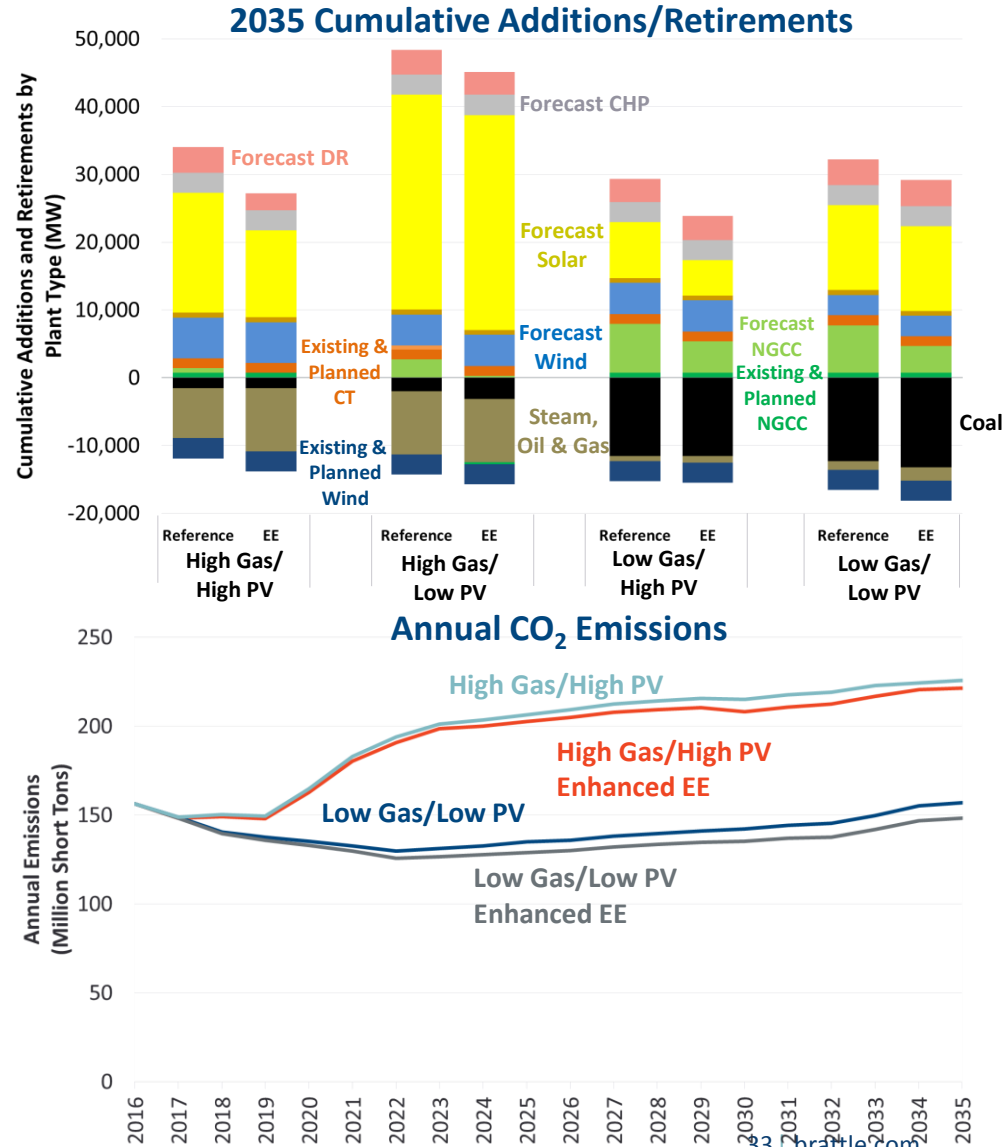 2035 Cumulative Additions/Retirements
Cumulative Additions and Retirements by
Plant Type (MW)
50,000
40,000
30,000
20,000
10,000
0
-10,000
-20,000
Forecast DR
Forecast CHP
Forecast
Solar
Forecast
Wind
Existing &
Planned
CT
Forecast
NGCC
Existing &
Planned
NGCC
Steam,
Oil & Gas
Coal
Existing &
Planned
Wind
Reference EE
High Gas/
High PV
Reference EE
High Gas/
Low PV
Reference EE
Low Gas/
High PV
Reference EE
Low Gas/
Low PV
Annual CO2 Emissions
Annual Emissions
(Million Short Tons)
250
200
150
100
50
0
High Gas/High PV
High Gas/High PV
Enhanced EE
Low Gas/Low PV
Low Gas/Low PV
Enhanced EE
2016 2017 2018 2019 2020 2021 2022 2023 2024 2025 2026 2027 2028 2029 2030 2031 2032 2033 2034 2035
33 | brattle.com